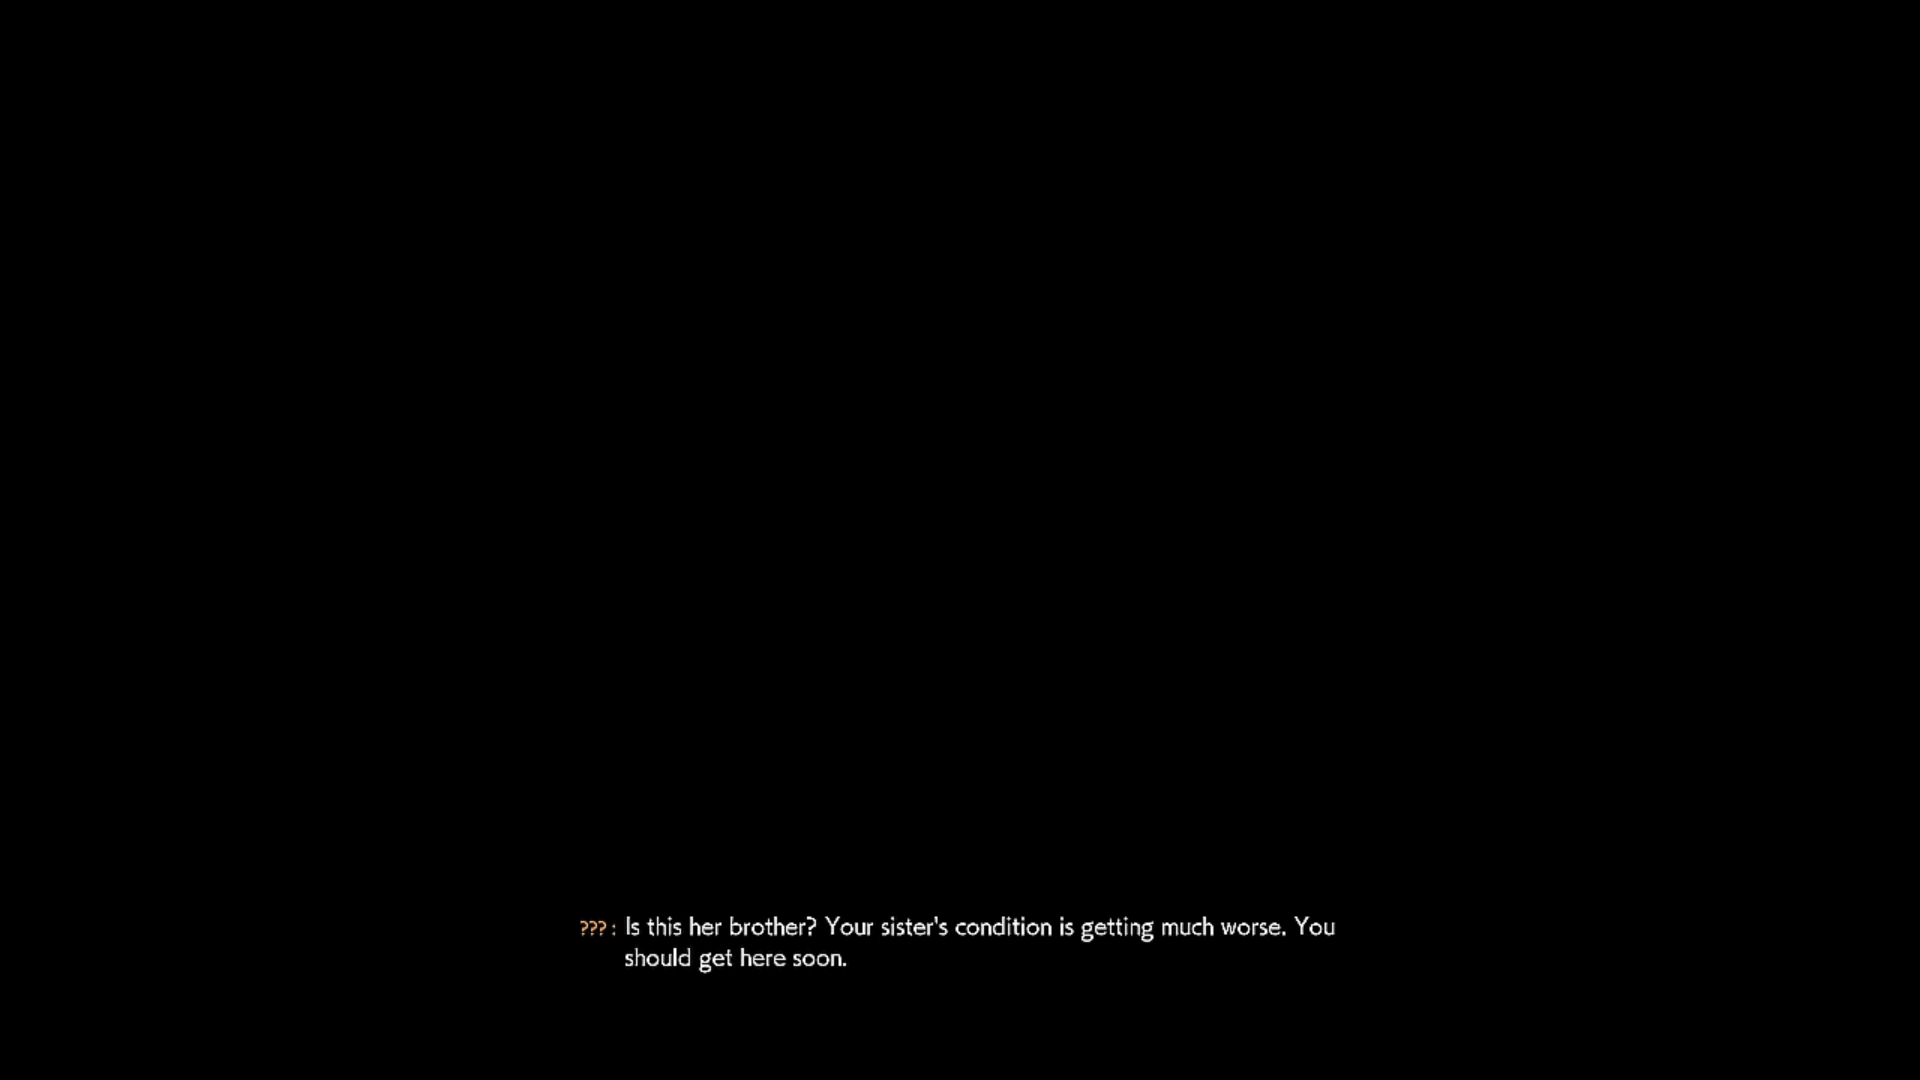 ???: Is this her brother? Your sister's condition is getting much worse. You
should get here soon.